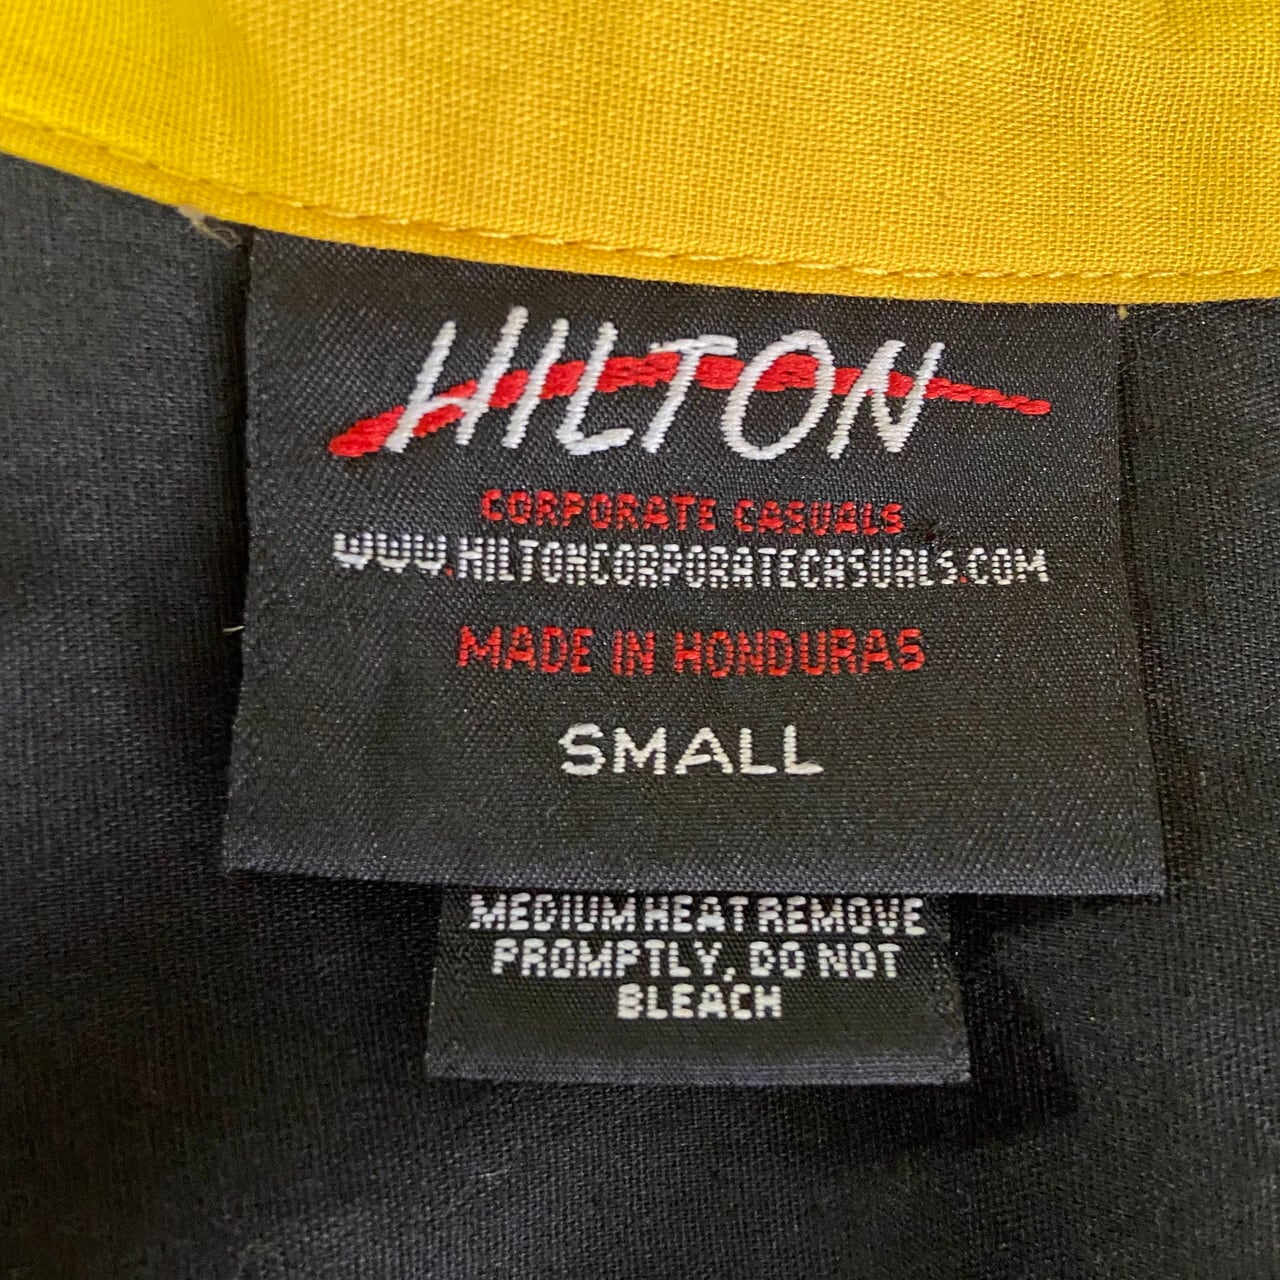 HILTON
CORPORATE CASUALS
WWW.HILTONCORPORATECASUALS.COM
MADE IN HONDURAS
SMALL
MEDIUM HEAT REMOVE
PROMPTLY, DO NOT
BLEACH